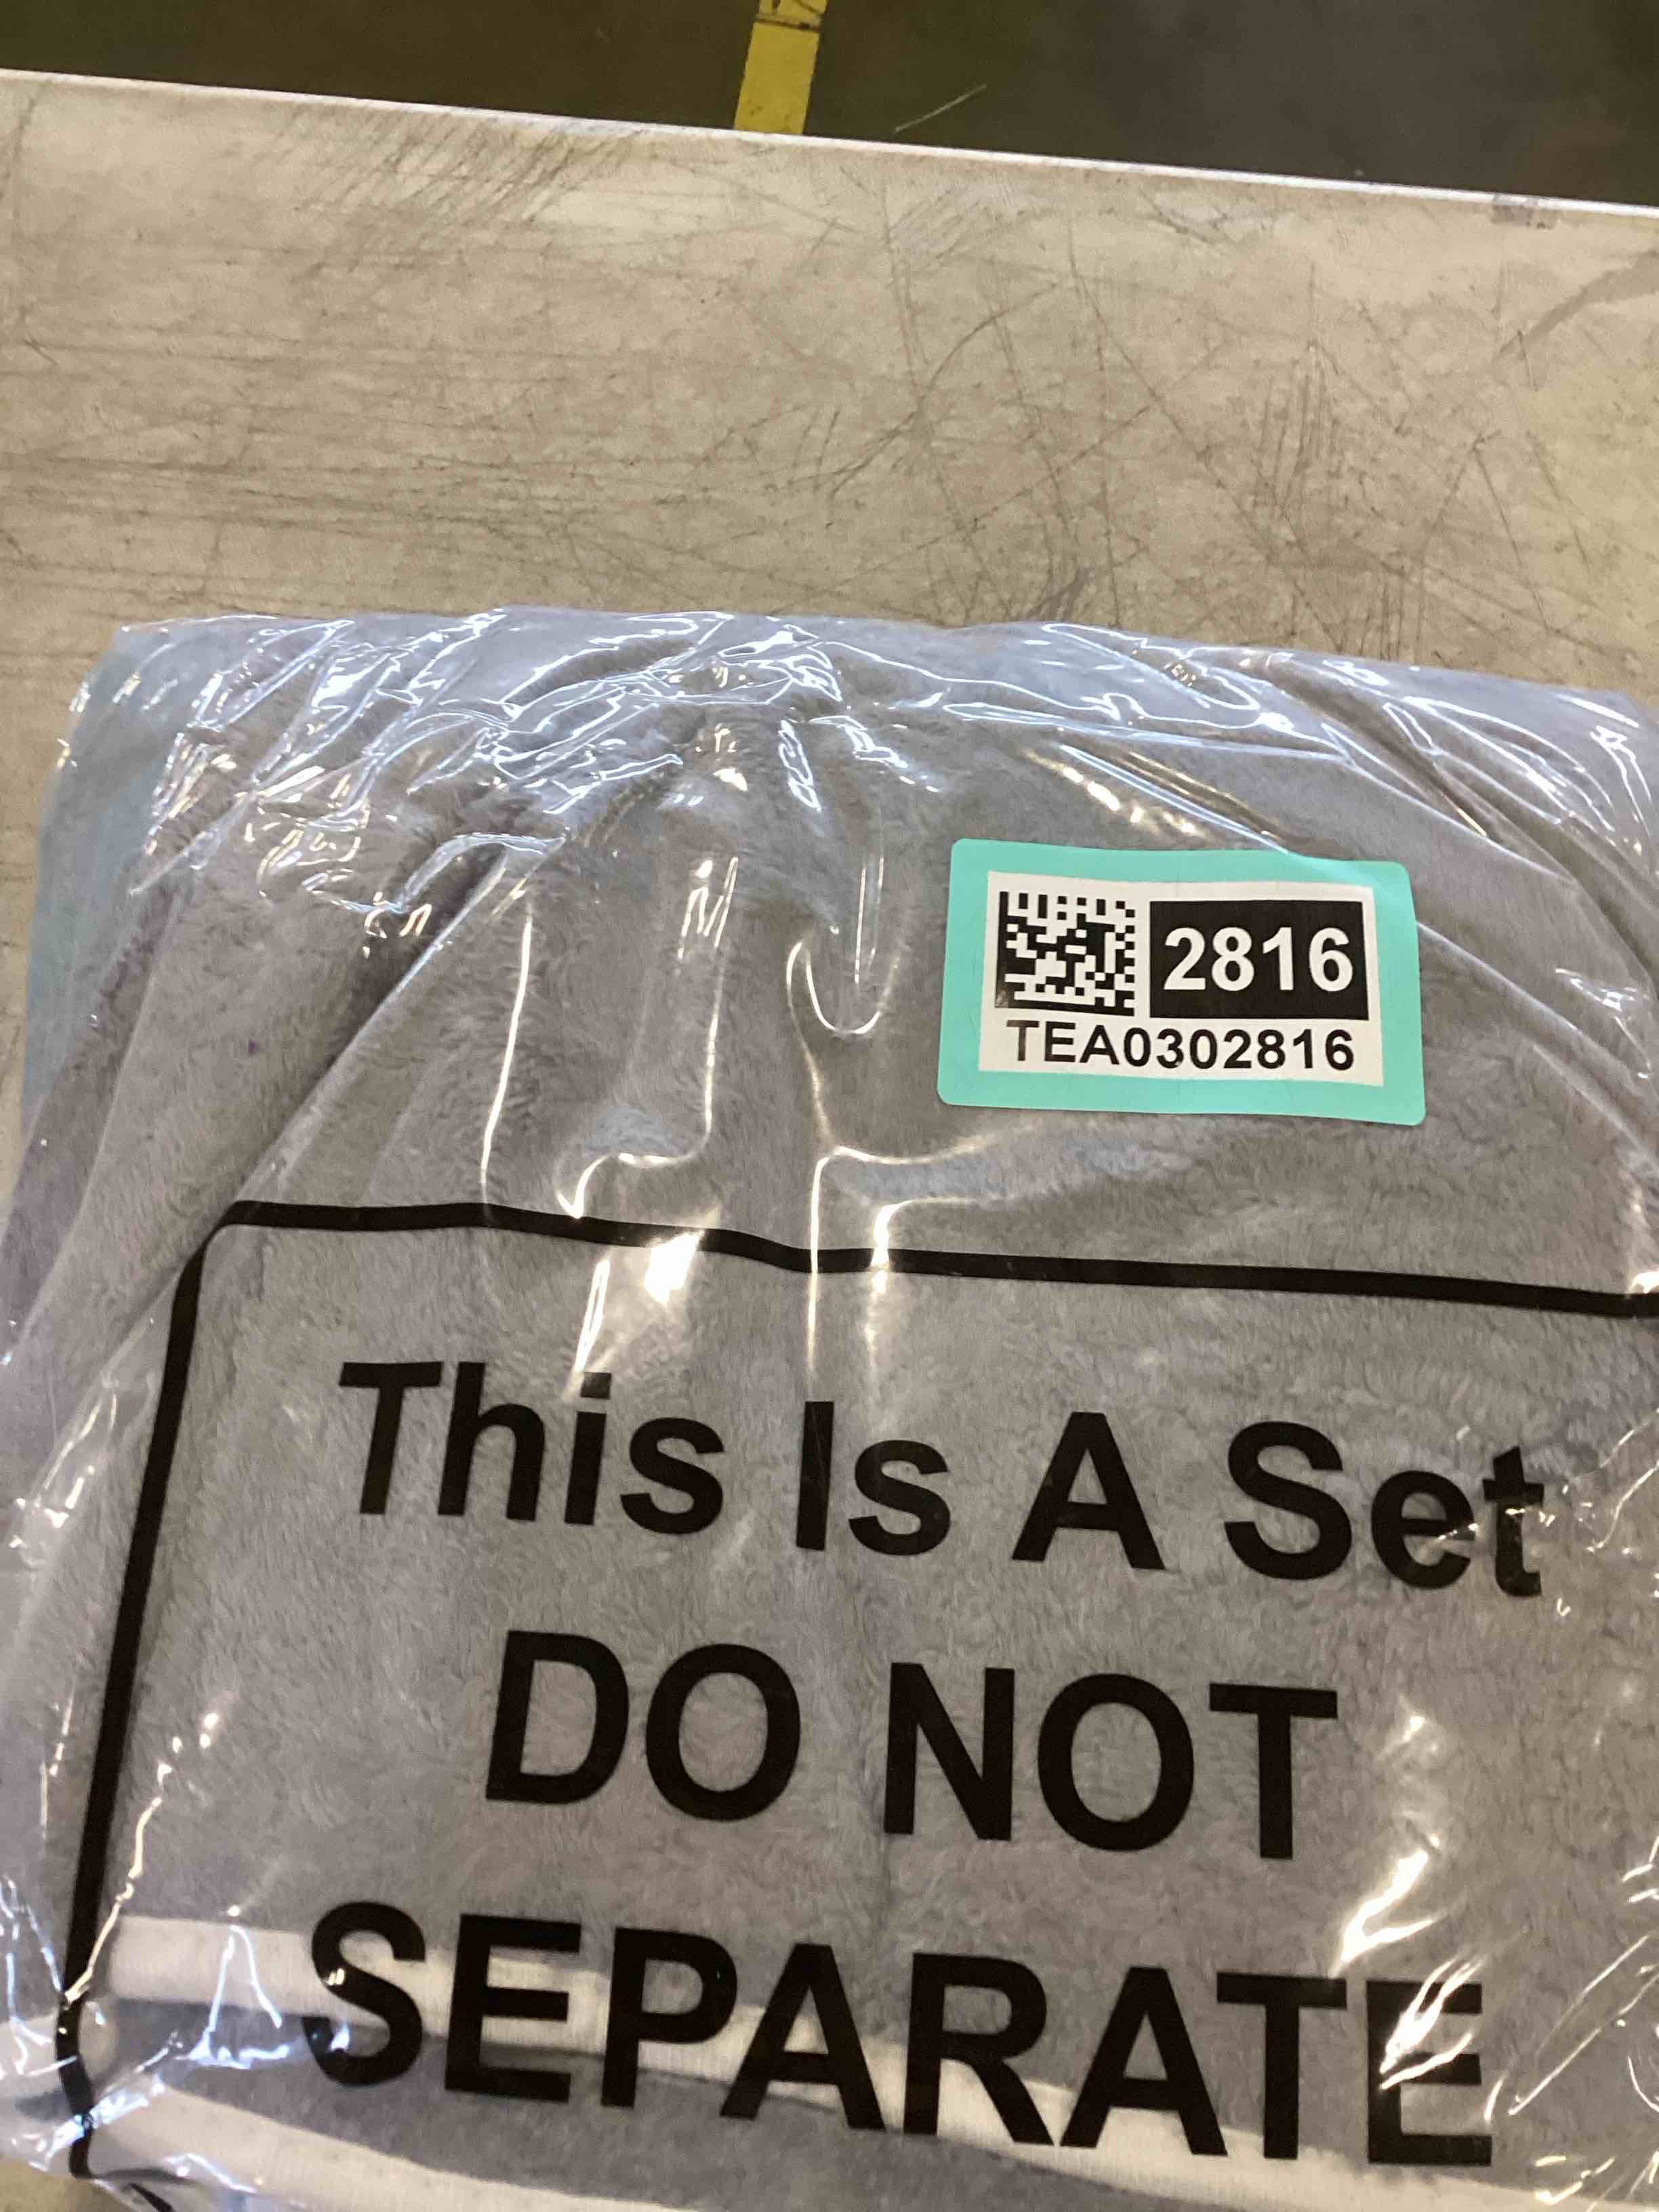 2816
TEA0302816
This Is A Set
DO NOT
SEPARATE